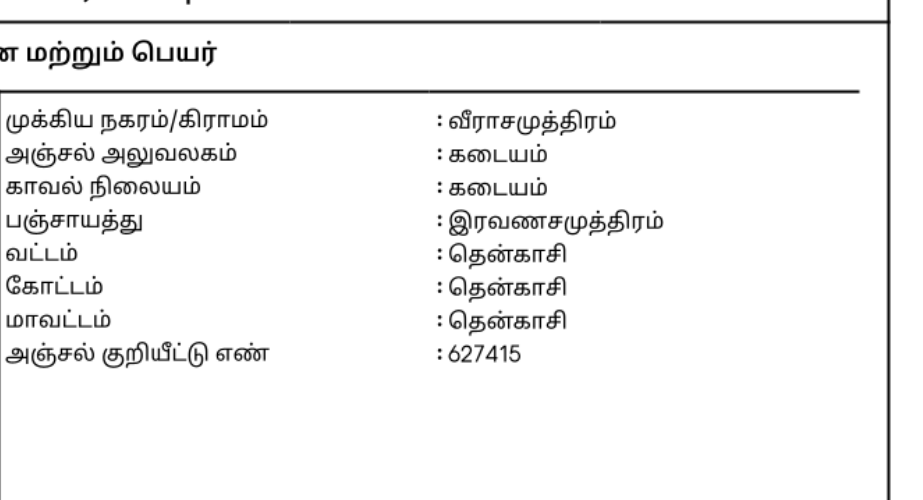 மற்றும் பெயர்
முக்கிய நகரம்/கிராமம் : வீராசமுத்திரம்
அஞ்சல் அலுவலகம் : கடையம்
காவல் நிலையம் : கடையம்
பஞ்சாயத்து : இரவணசமுத்திரம்
வட்டம் : தென்காசி
கோட்டம் : தென்காசி
மாவட்டம் : தென்காசி
அஞ்சல் குறியீட்டு எண் : 627415